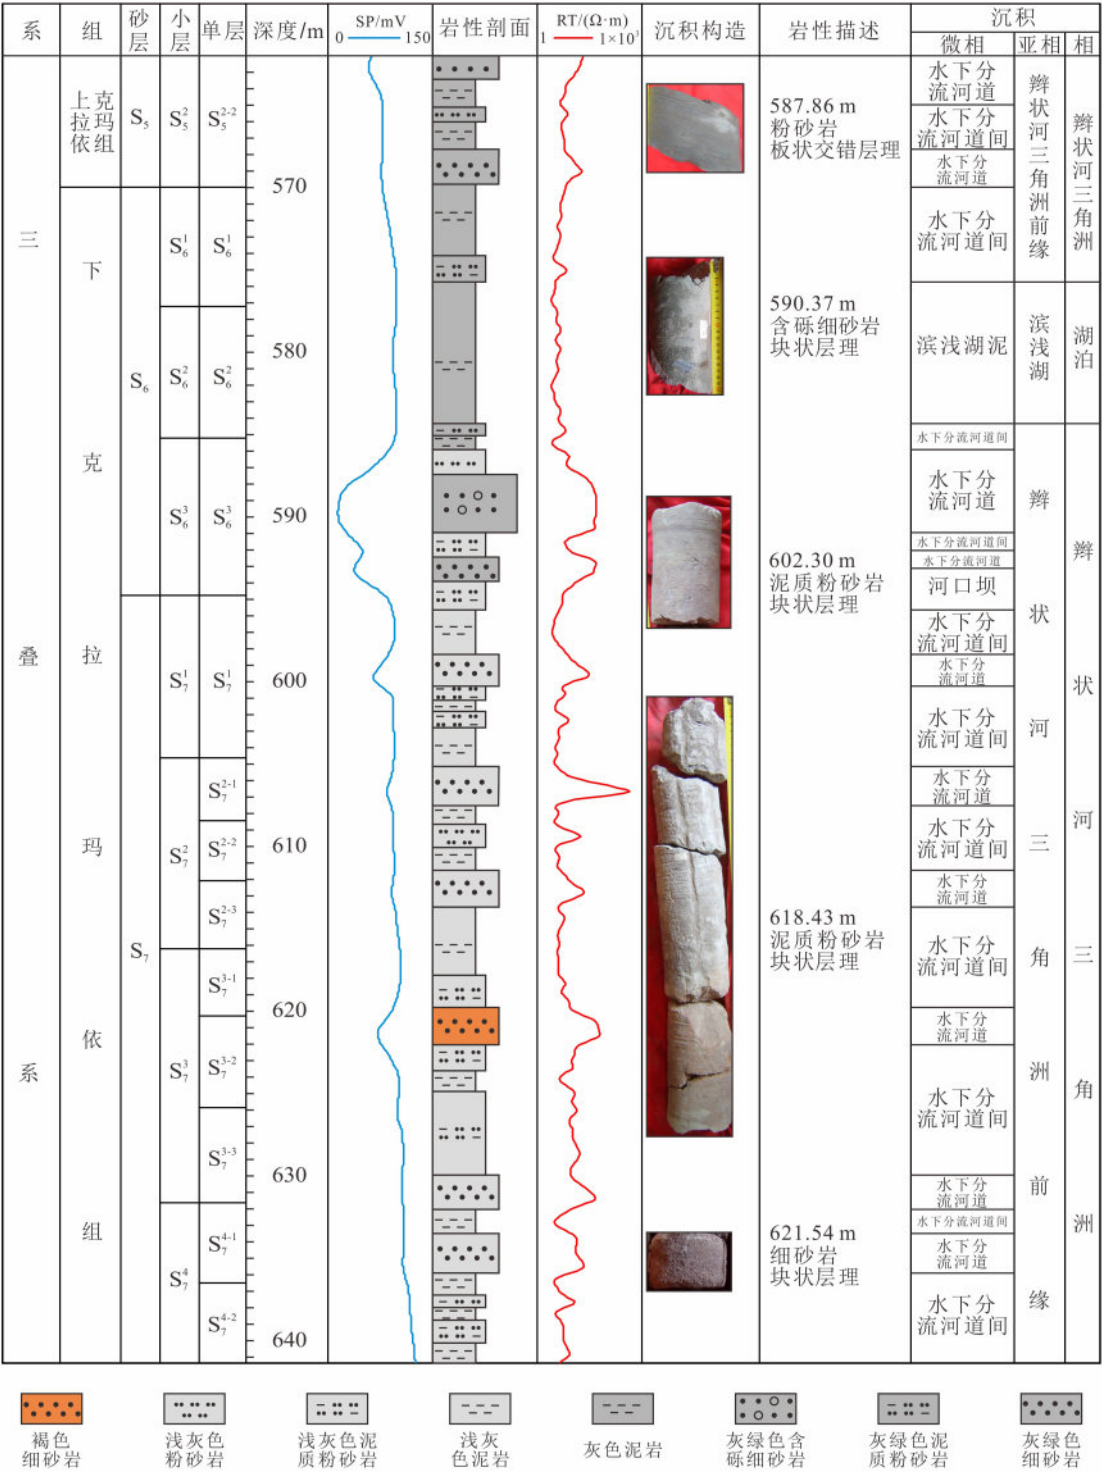 系 组 砂层 小层 单层 深度/m SP/mV 岩性剖面 RT/(Ω·m) 沉积构造 岩性描述 沉积
0 150 1 1×10³ 微相 亚相 相
三叠系
上克拉玛依组
下克拉玛依组
S₅
S₆
S₇
S₅²
S₆¹
S₆²
S₆³
S₇¹
S₇²
S₇³
S₇⁴
S₅²⁻²
S₆¹
S₆²
S₆³
S₇¹
S₇²⁻¹
S₇²⁻²
S₇²⁻³
S₇³⁻¹
S₇³⁻²
S₇³⁻³
S₇⁴⁻¹
S₇⁴⁻²
570
580
590
600
610
620
630
640
587.86 m
粉砂岩
板状交错层理
590.37 m
含砾细砂岩
块状层理
602.30 m
泥质粉砂岩
块状层理
618.43 m
泥质粉砂岩
块状层理
621.54 m
细砂岩
块状层理
水下分
流河道
水下分
流河道间
水下分
流河道
水下分
流河道间
滨浅湖泥
水下分流河道间
水下分
流河道
水下分流河道间
水下分流河道
河口坝
水下分
流河道间
水下分
流河道
水下分
流河道间
水下分
流河道
水下分
流河道间
水下分
流河道
水下分
流河道间
水下分
流河道
水下分
流河道间
水下分
流河道
水下分流河道间
水下分
流河道
水下分
流河道间
辫状河三角洲前缘
滨浅湖
辫状河三角洲前缘
辫状河三角洲
湖泊
辫状河三角洲
褐色
细砂岩
浅灰色
粉砂岩
浅灰色泥
质粉砂岩
浅灰
色泥岩
灰色泥岩
灰绿色含
砾细砂岩
灰绿色泥
质粉砂岩
灰绿色
细砂岩